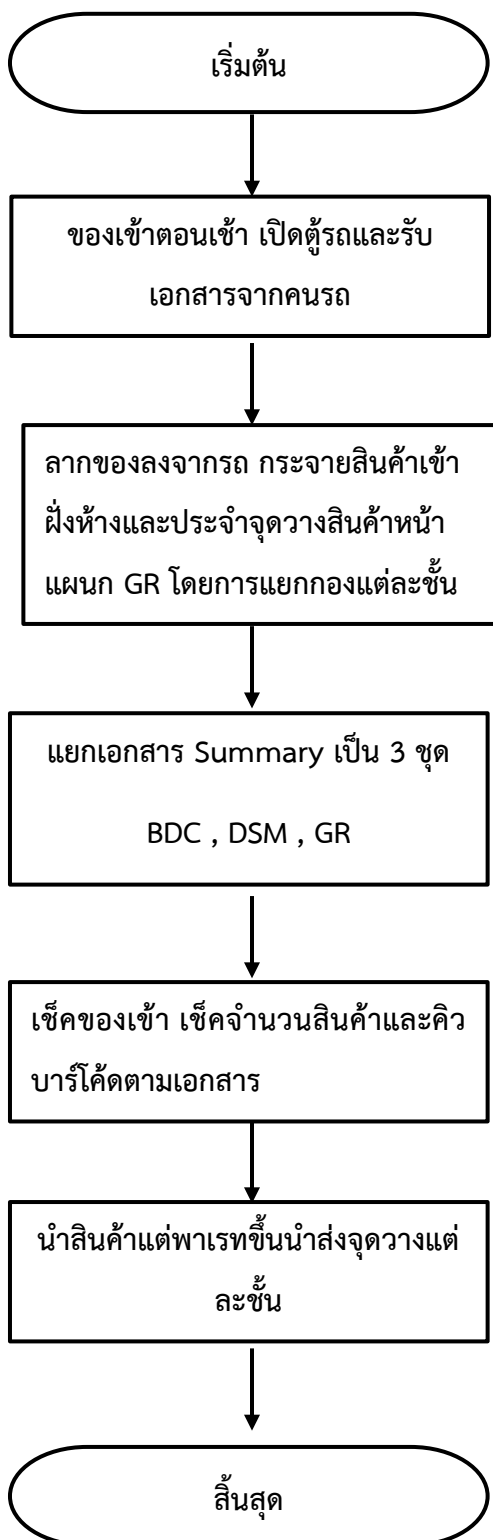 เริ่มต้น
ของเข้าตอนเช้า เปิดตู้รถและรับ
เอกสารจากคนรถ
ลากของลงจากรถ กระจายสินค้าเข้า
ฝั่งห้างและประจำจุดวางสินค้าหน้า
แผนก GR โดยการแยกกองแต่ละชั้น
แยกเอกสาร Summary เป็น 3 ชุด
BDC , DSM , GR
เช็คของเข้า เช็คจำนวนสินค้าและคิว
บาร์โค้ดตามเอกสาร
นำสินค้าแต่พาเรทขึ้นนำส่งจุดวางแต่
ละชั้น
สิ้นสุด